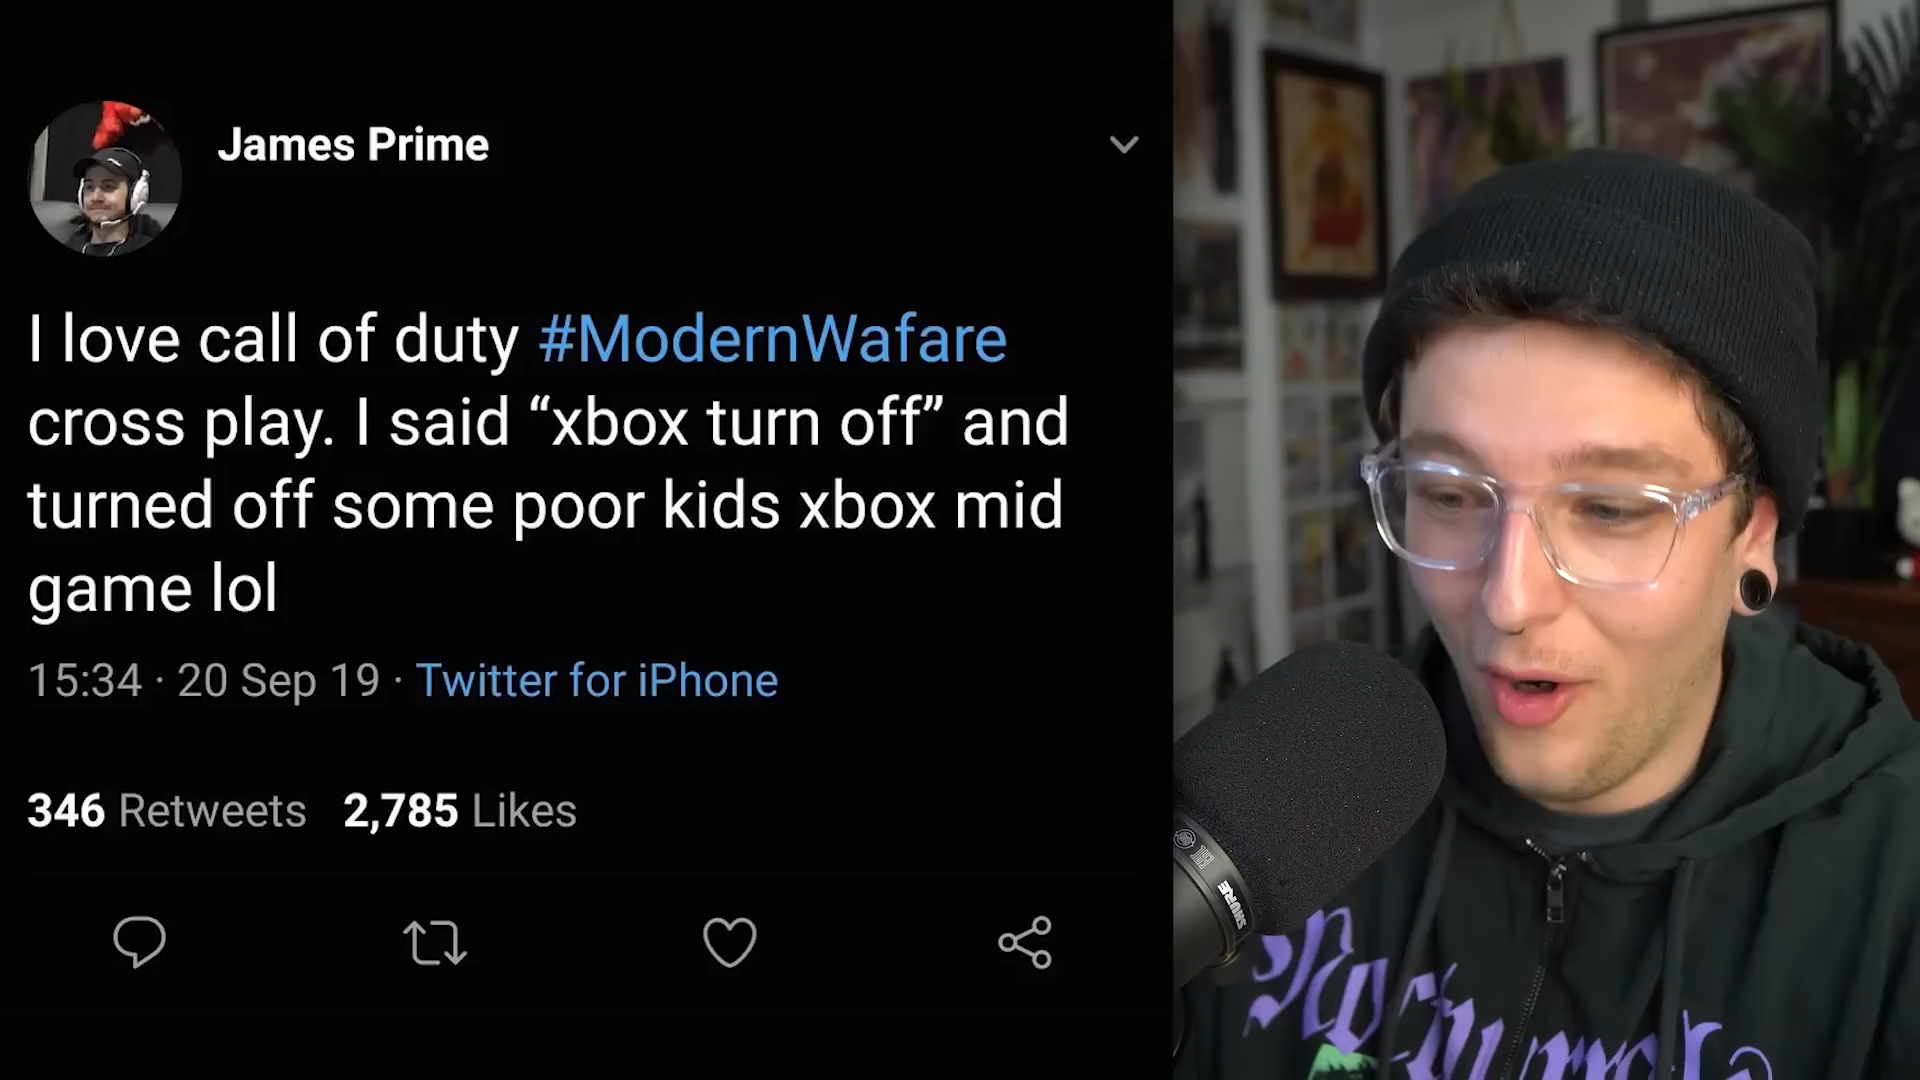 James Prime
I love call of duty #ModernWafare
cross play. I said “xbox turn off” and
turned off some poor kids xbox mid
game lol
15:34 · 20 Sep 19 · Twitter for iPhone
346 Retweets 2,785 Likes
SHURE